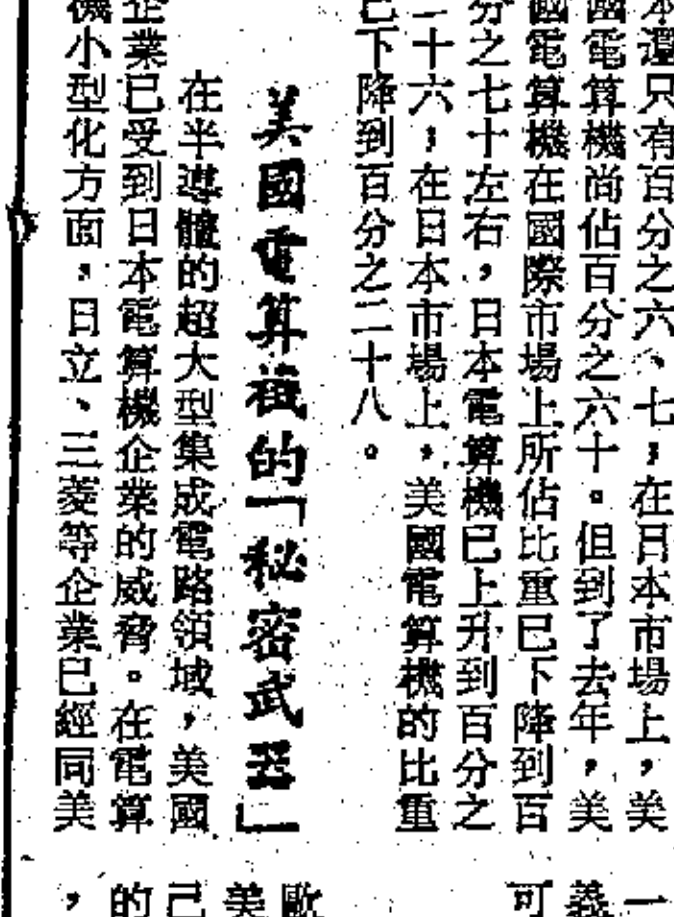 本還只有百分之六、七；在日本市場上，美
國電算機尚佔百分之六十。但到了去年，美
國電算機在國際市場上所佔比重已下降到百
分之七十左右，日本電算機已上升到百分之
二十六；在日本市場上，美國電算機的比重
已下降到百分之二十八。
美國電算機的「秘密武器」
在半導體的超大型集成電路領域，美國
企業已受到日本電算機企業的威脅。在電算
機小型化方面，日立、三菱等企業已經同美
一
義
可
歐
美
己
的
，